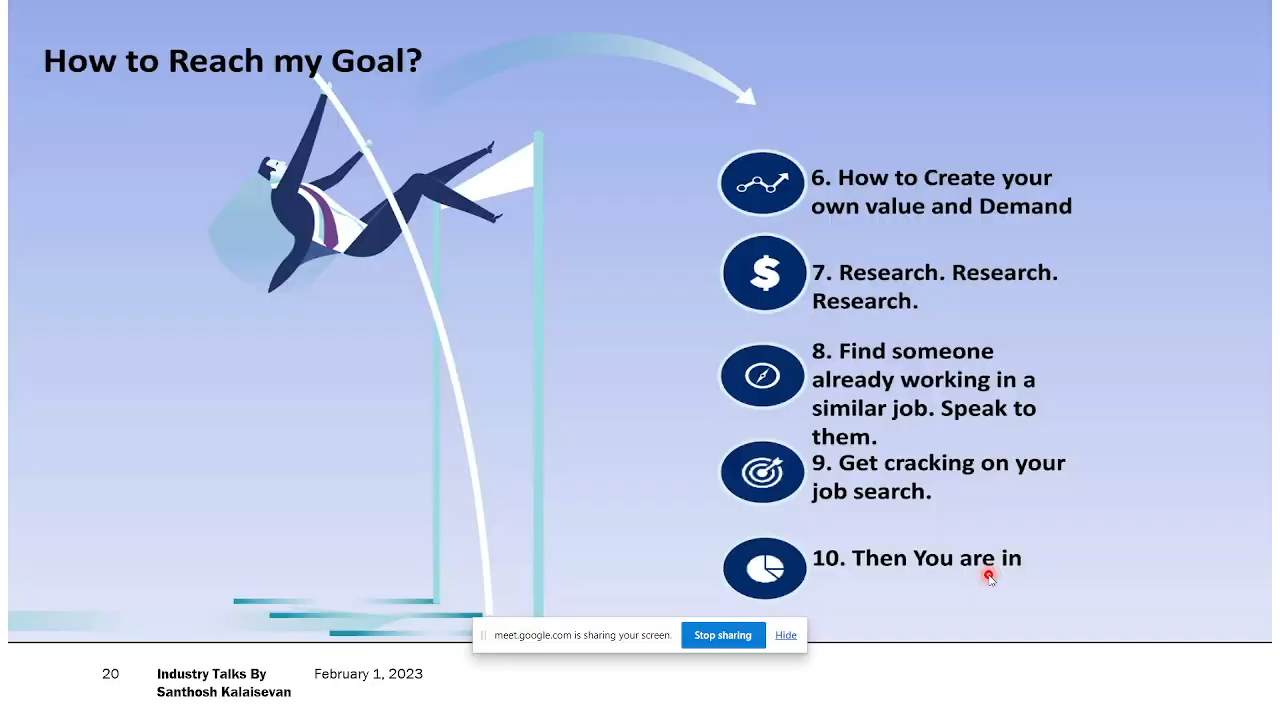 How to Reach my Goal?
6. How to Create your
own value and Demand
$
7. Research. Research.
Research.
8. Find someone
already working in a
similar job. Speak to
them.
9. Get cracking on your
job search.
10. Then You are in
meet.google.com is sharing your screen.
Stop sharing
Hide
20
Industry Talks By
Santhosh Kalaisevan
February 1, 2023